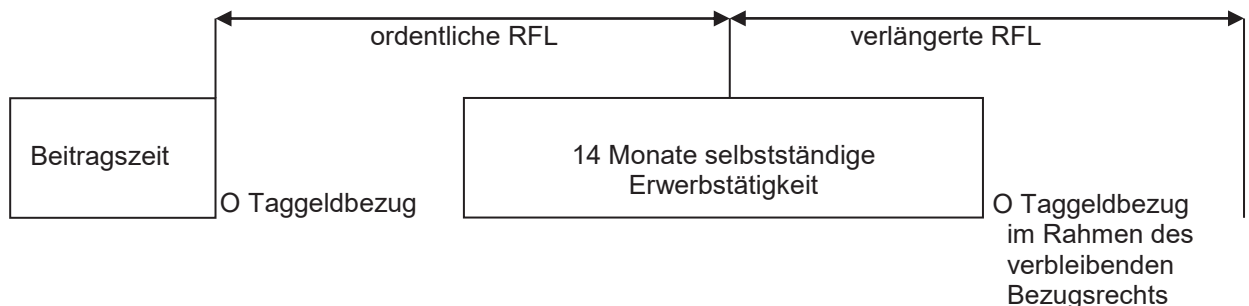 ordentliche RFL
verlängerte RFL
Beitragszeit
O Taggeldbezug
14 Monate selbstständige
Erwerbstätigkeit
O Taggeldbezug
im Rahmen des
verbleibenden
Bezugsrechts